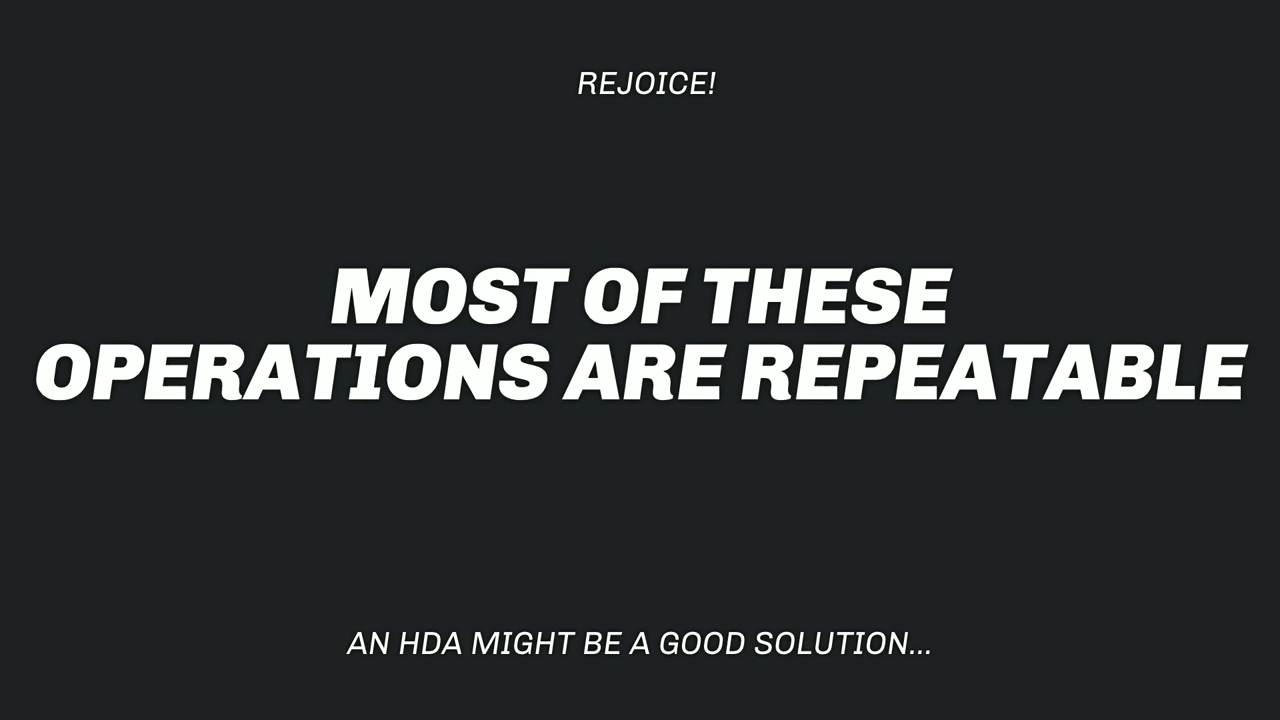 REJOICE!
MOST OF THESE
OPERATIONS ARE REPEATABLE
AN HDA MIGHT BE A GOOD SOLUTION...